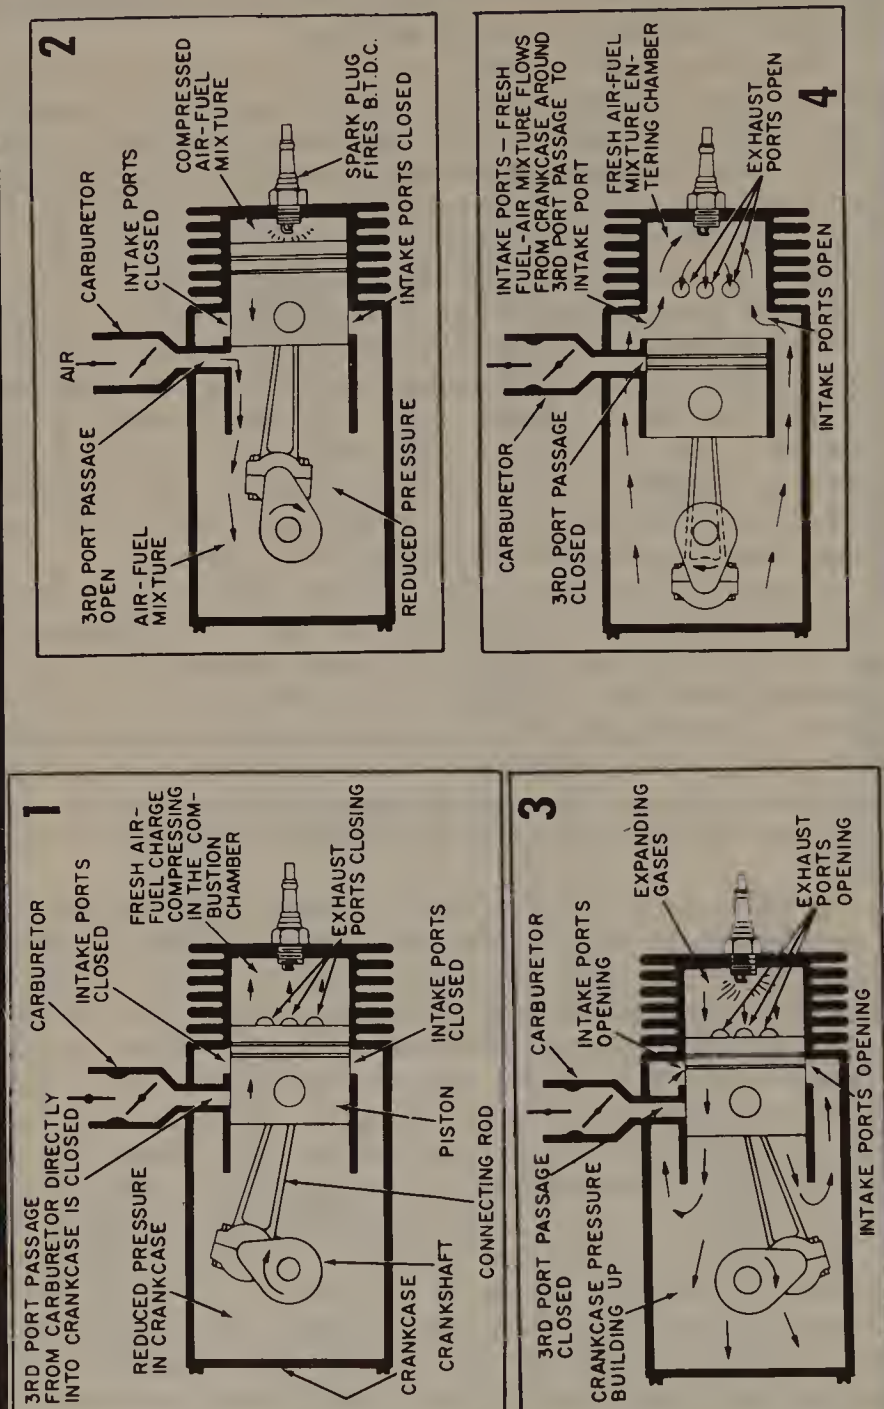 1
3RD PORT PASSAGE
FROM CARBURETOR DIRECTLY
INTO CRANKCASE IS CLOSED
CARBURETOR
INTAKE PORTS
CLOSED
FRESH AIR-
FUEL CHARGE
COMPRESSING
IN THE COM-
BUSTION
CHAMBER
EXHAUST
PORTS CLOSING
REDUCED PRESSURE
IN CRANKCASE
CRANKCASE
CRANKSHAFT
CONNECTING ROD
PISTON
INTAKE PORTS
CLOSED
2
3RD PORT PASSAGE
OPEN
AIR
CARBURETOR
INTAKE PORTS
CLOSED
COMPRESSED
AIR-FUEL
MIXTURE
SPARK PLUG
FIRES B.T.D.C.
AIR-FUEL
MIXTURE
REDUCED PRESSURE
INTAKE PORTS CLOSED
3
3RD PORT PASSAGE
CLOSED
CARBURETOR
INTAKE PORTS
OPENING
EXPANDING
GASES
CRANKCASE PRESSURE
BUILDING UP
EXHAUST
PORTS
OPENING
INTAKE PORTS OPENING
4
CARBURETOR
INTAKE PORTS-FRESH
FUEL-AIR MIXTURE FLOWS
FROM CRANKCASE AROUND
3RD PORT PASSAGE TO
INTAKE PORT
FRESH AIR-FUEL
MIXTURE EN-
TERING CHAMBER
3RD PORT PASSAGE
CLOSED
EXHAUST
PORTS OPEN
INTAKE PORTS OPEN